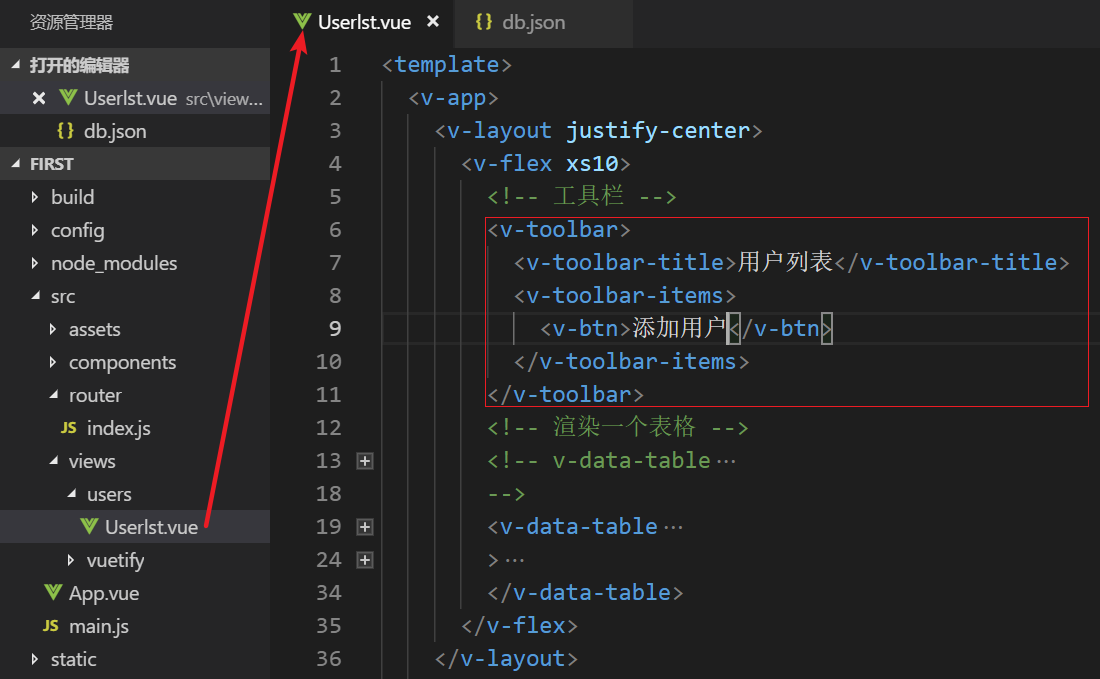 资源管理器
打开的编辑器
Userlst.vue src\view...
{} db.json
FIRST
build
config
node_modules
src
assets
components
router
JS index.js
views
users
Userlst.vue
vuetify
App.vue
JS main.js
static
Userlst.vue
{} db.json
1 <template>
2 <v-app>
3 <v-layout justify-center>
4 <v-flex xs10>
5 <!-- 工具栏 -->
6 <v-toolbar>
7 <v-toolbar-title>用户列表</v-toolbar-title>
8 <v-toolbar-items>
9 <v-btn>添加用户</v-btn>
10 </v-toolbar-items>
11 </v-toolbar>
12 <!-- 渲染一个表格 -->
13 <!-- v-data-table...
18 -->
19 <v-data-table...
24 >...
34 </v-data-table>
35 </v-flex>
36 </v-layout>